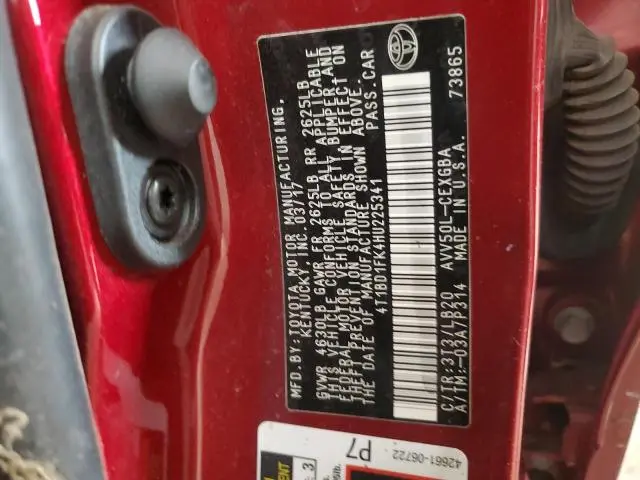 MFD.BY:TOYOTA MOTOR MANUFACTURING,
KENTUCKY, INC. 03/17
GVWR 4630LB GAWR FR 2625LB RR 2625LB
THIS VEHICLE CONFORMS TO ALL APPLICABLE
FEDERAL MOTOR VEHICLE SAFETY, BUMPER AND
THEFT PREVENTION STANDARDS IN EFFECT ON
THE DATE OF MANUFACTURE SHOWN ABOVE.
4T1BD1FK4HU225341 PASS.CAR
C/TR:3T3/LB20 AVV50L-CEXGBA
A/TM:-03A/P314 MADE IN U.S.A. 73865
42661-06722
P7
3